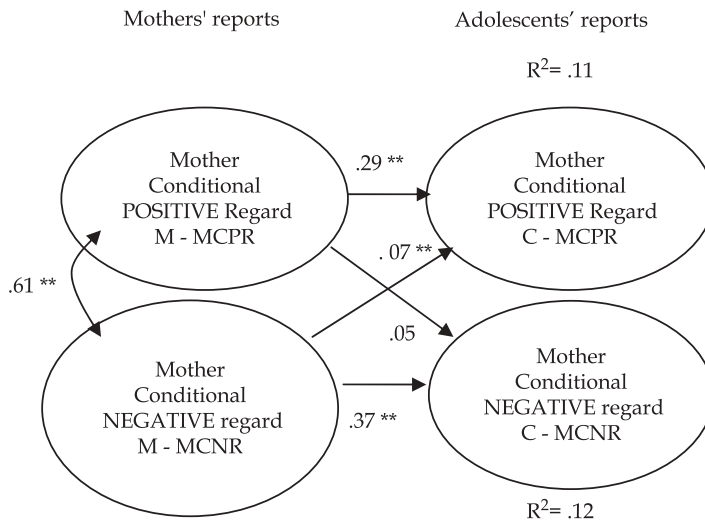 Mothers' reports
Adolescents’ reports
R²= .11
Mother
Conditional
POSITIVE Regard
M - MCPR
.29 **
Mother
Conditional
POSITIVE Regard
C - MCPR
. 07 **
.61 **
.05
Mother
Conditional
NEGATIVE regard
M - MCNR
.37 **
Mother
Conditional
NEGATIVE regard
C - MCNR
R²= .12